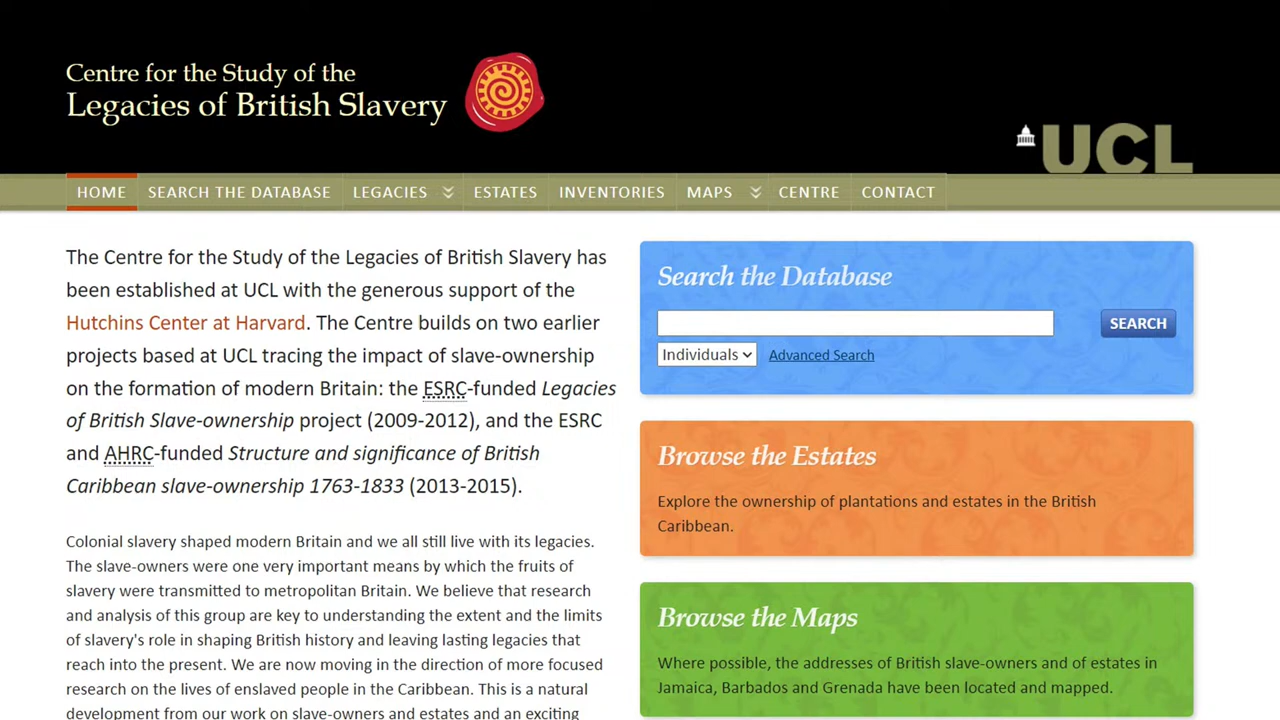 Centre for the Study of the
Legacies of British Slavery
UCL
HOME
SEARCH THE DATABASE
LEGACIES
ESTATES
INVENTORIES
MAPS
CENTRE
CONTACT
The Centre for the Study of the Legacies of British Slavery has
been established at UCL with the generous support of the
Hutchins Center at Harvard. The Centre builds on two earlier
projects based at UCL tracing the impact of slave-ownership
on the formation of modern Britain: the ESRC-funded Legacies
of British Slave-ownership project (2009-2012), and the ESRC
and AHRC-funded Structure and significance of British
Caribbean slave-ownership 1763-1833 (2013-2015).
Colonial slavery shaped modern Britain and we all still live with its legacies.
The slave-owners were one very important means by which the fruits of
slavery were transmitted to metropolitan Britain. We believe that research
and analysis of this group are key to understanding the extent and the limits
of slavery's role in shaping British history and leaving lasting legacies that
reach into the present. We are now moving in the direction of more focused
research on the lives of enslaved people in the Caribbean. This is a natural
development from our work on slave-owners and estates and an exciting
Search the Database
SEARCH
Individuals
Advanced Search
Browse the Estates
Explore the ownership of plantations and estates in the British
Caribbean.
Browse the Maps
Where possible, the addresses of British slave-owners and of estates in
Jamaica, Barbados and Grenada have been located and mapped.